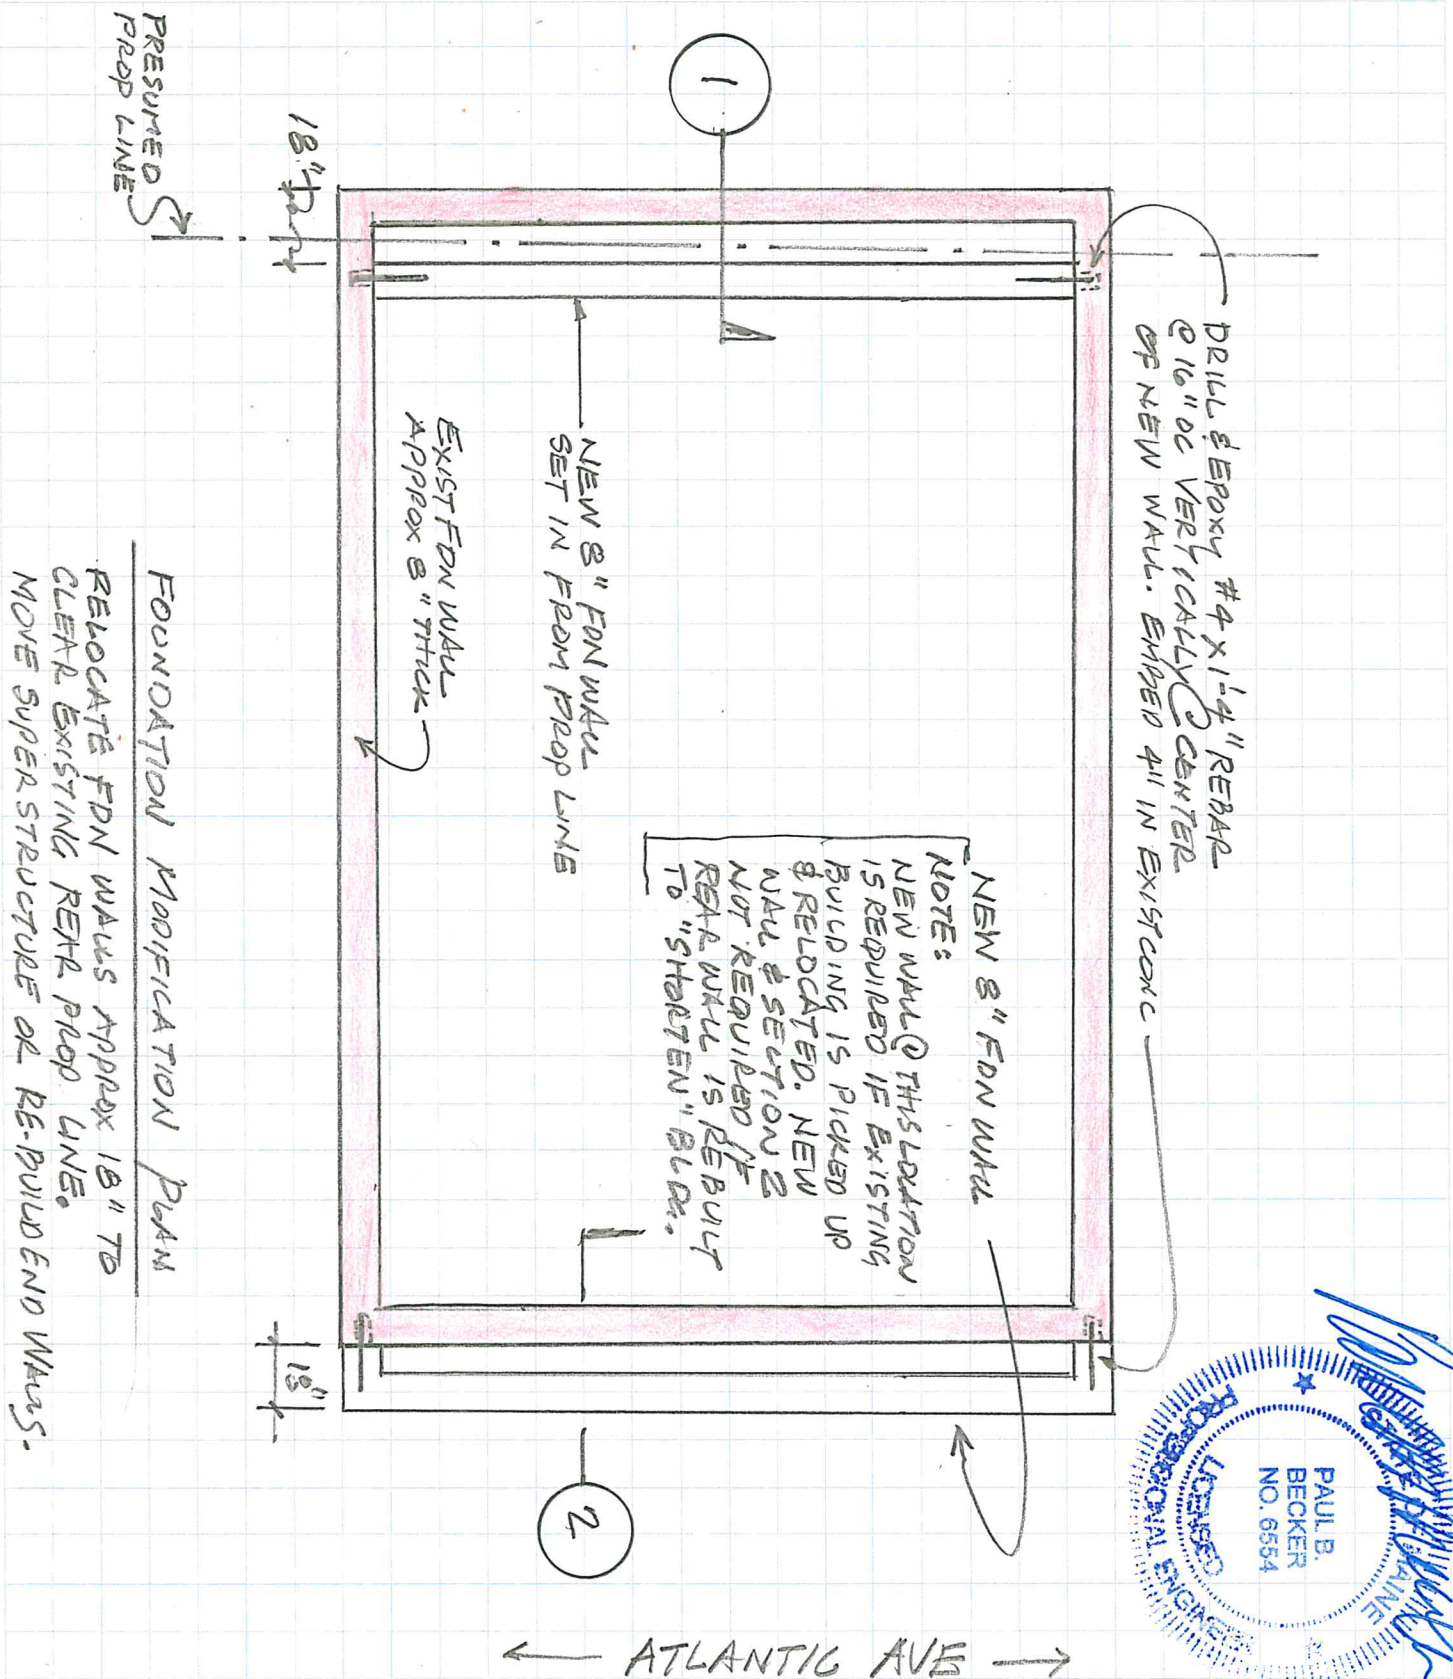 DRILL & EPOXY #4 X 1'-4" REBAR
@ 16" OC VERTICALLY @ CENTER
OF NEW WALL. EMBED 4" IN EXIST CONC
PAUL B.
BECKER
NO. 6554
STATE OF MAINE
LICENSED
PROFESSIONAL ENGINEER
1
NEW 8" FDN WALL
NOTE:
NEW WALL @ THIS LOCATION
IS REQUIRED IF EXISTING
BUILDING IS PICKED UP
& RELOCATED. NEW
WALL & SECTION 2
NOT REQUIRED IF
REAR WALL IS REBUILT
TO "SHORTEN" BLDG.
NEW 8" FDN WALL
SET IN FROM PROP LINE
EXIST FDN WALL
APPROX 8" THICK
2
ATLANTIC AVE
18"
18"
PRESUMED
PROP LINE
FOUNDATION MODIFICATION PLAN
RELOCATE FDN WALLS APPROX 18" TO
CLEAR EXISTING REAR PROP LINE.
MOVE SUPERSTRUCTURE OR RE-BUILD END WALLS.